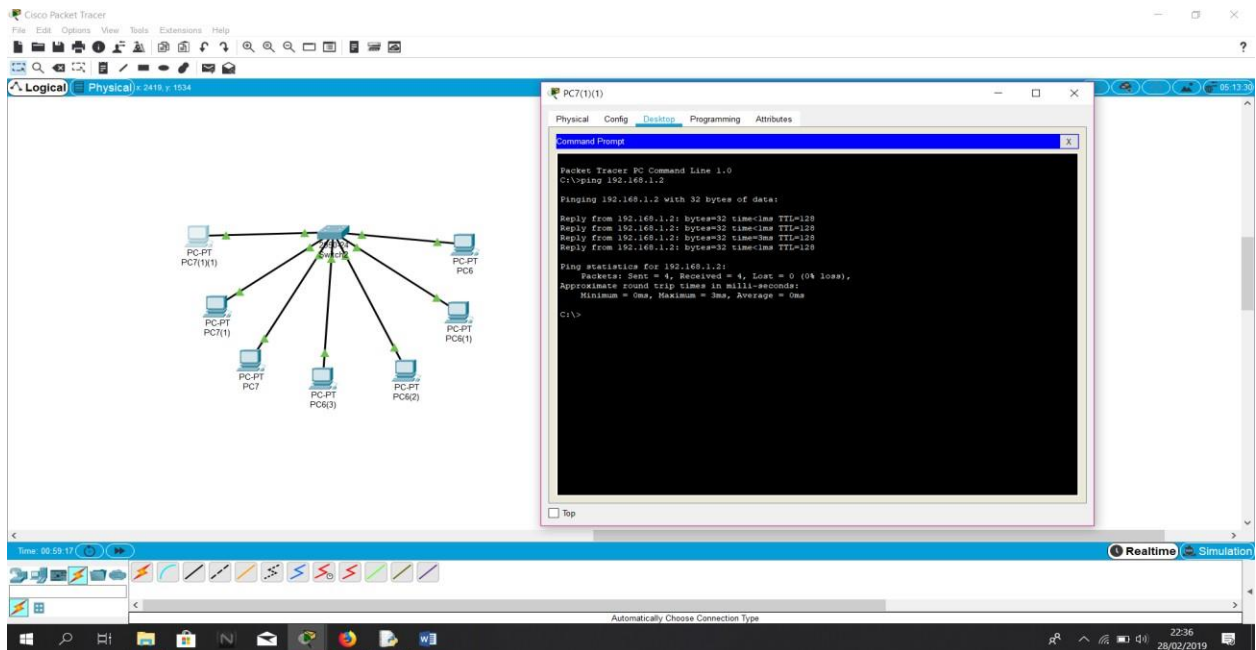 Cisco Packet Tracer
File Edit Options View Tools Extensions Help
?
Logical Physical x: 2419, y: 1534
05:13:30
PC7(1)(1)
Physical Config Desktop Programming Attributes
Command Prompt
X
Packet Tracer PC Command Line 1.0
C:\>ping 192.168.1.2
Pinging 192.168.1.2 with 32 bytes of data:
Reply from 192.168.1.2: bytes=32 time<1ms TTL=128
Reply from 192.168.1.2: bytes=32 time<1ms TTL=128
Reply from 192.168.1.2: bytes=32 time=3ms TTL=128
Reply from 192.168.1.2: bytes=32 time<1ms TTL=128
Ping statistics for 192.168.1.2:
Packets: Sent = 4, Received = 4, Lost = 0 (0% loss),
Approximate round trip times in milli-seconds:
Minimum = 0ms, Maximum = 3ms, Average = 0ms
C:\>
Top
PC-PT
PC7(1)(1)
Switch2
PC-PT
PC6
PC-PT
PC7(1)
PC-PT
PC6(1)
PC-PT
PC7
PC-PT
PC6(3)
PC-PT
PC6(2)
Time: 00:59:17
Realtime Simulation
Automatically Choose Connection Type
22:36
28/02/2019